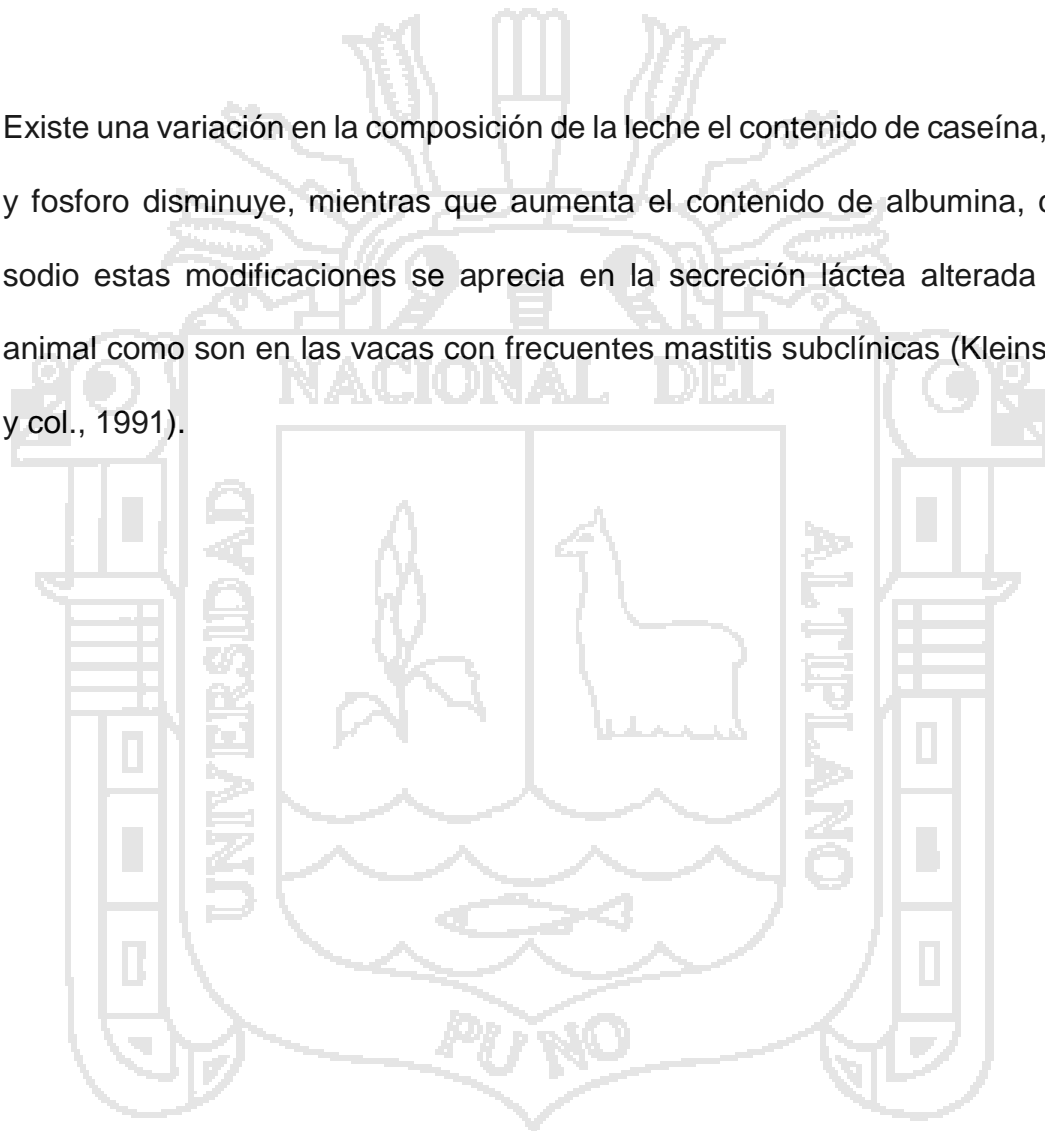 Existe una variación en la composición de la leche el contenido de caseína,
y fosforo disminuye, mientras que aumenta el contenido de albumina,
sodio estas modificaciones se aprecia en la secreción láctea alterada
animal como son en las vacas con frecuentes mastitis subclínicas (Kleins
y col., 1991).
NACIONAL DEL
UNIVERSIDAD
ALTIPLANO
PUNO